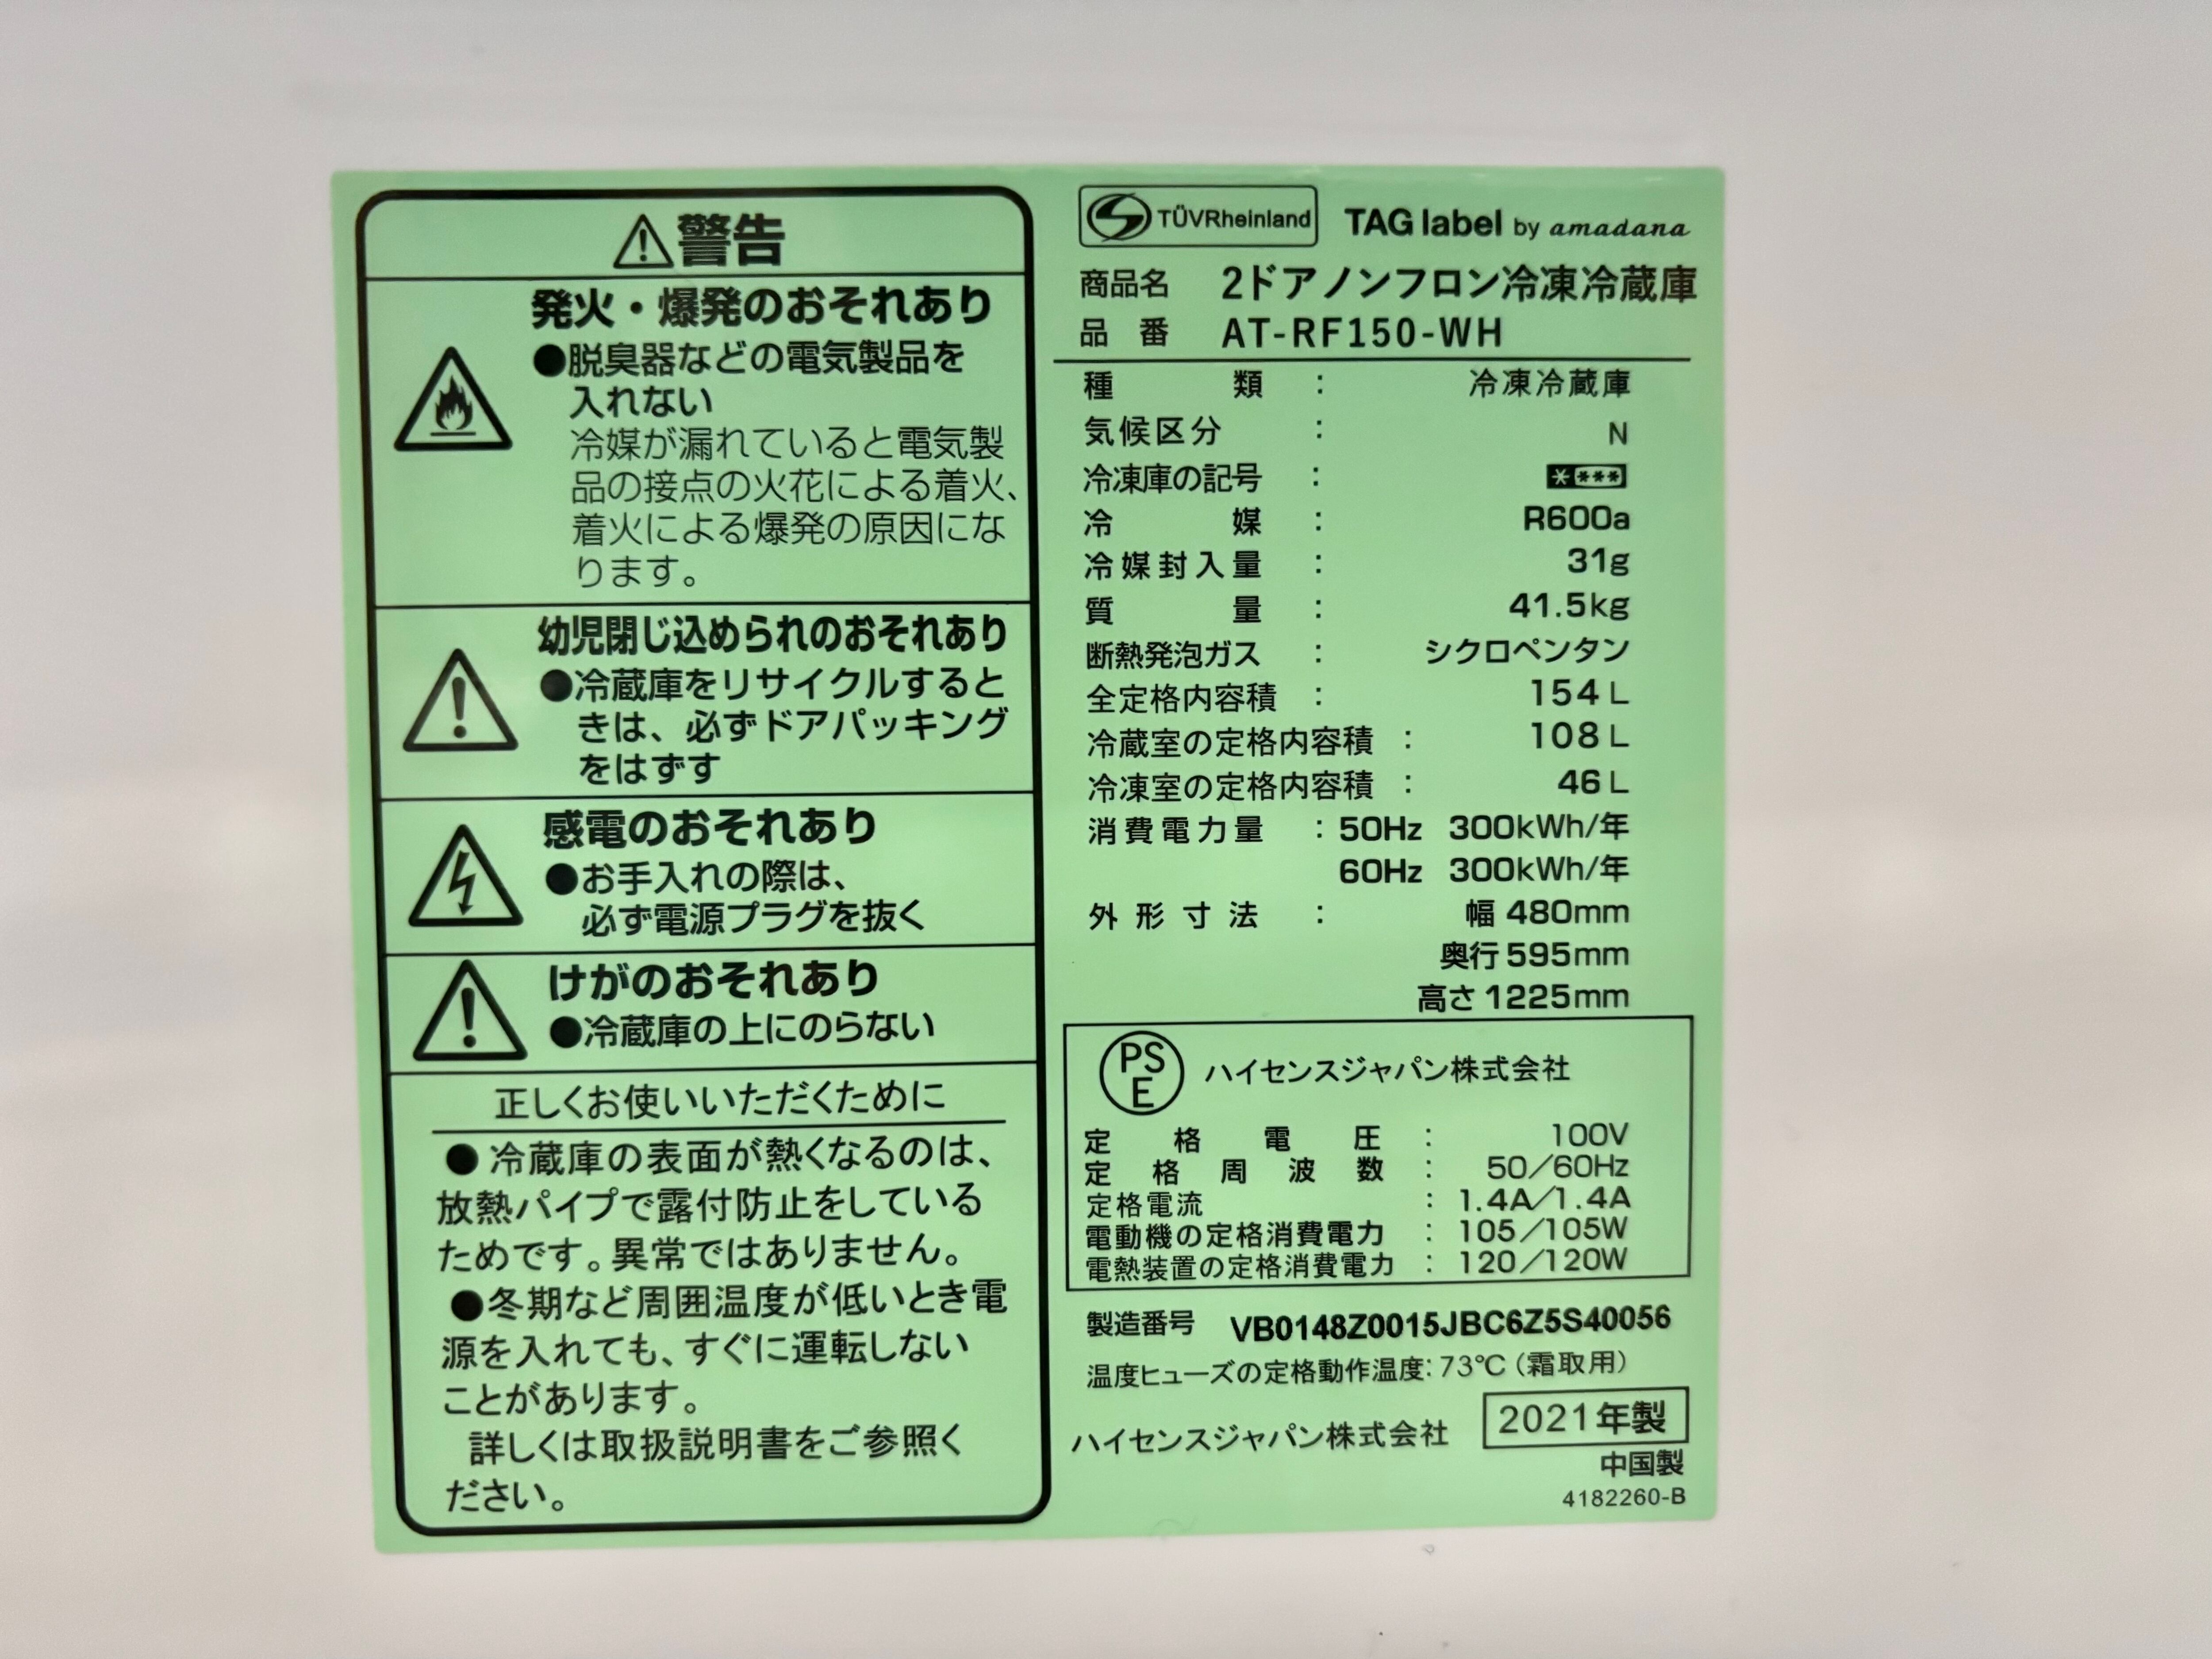 警告
発火・爆発のおそれあり
●脱臭器などの電気製品を
入れない
冷媒が漏れていると電気製
品の接点の火花による着火、
着火による爆発の原因にな
ります。
幼児閉じ込められのおそれあり
●冷蔵庫をリサイクルすると
きは、必ずドアパッキング
をはずす
感電のおそれあり
●お手入れの際は、
必ず電源プラグを抜く
けがのおそれあり
●冷蔵庫の上にのらない
正しくお使いいただくために
●冷蔵庫の表面が熱くなるのは、
放熱パイプで露付防止をしている
ためです。異常ではありません。
●冬期など周囲温度が低いとき電
源を入れても、すぐに運転しない
ことがあります。
詳しくは取扱説明書をご参照く
ださい。
TÜVRheinland TAG label by amadana
商品名 2ドアノンフロン冷凍冷蔵庫
品番 AT-RF150-WH
種類 : 冷凍冷蔵庫
気候区分 : N
冷凍庫の記号 : ****
冷媒 : R600a
冷媒封入量 : 31g
質量 : 41.5kg
断熱発泡ガス : シクロペンタン
全定格内容積 : 154 L
冷蔵室の定格内容積 : 108 L
冷凍室の定格内容積 : 46 L
消費電力量 : 50Hz 300kWh/年
60Hz 300kWh/年
外形寸法 : 幅 480mm
奥行 595mm
高さ 1225mm
PSE ハイセンスジャパン株式会社
定格電圧 : 100V
定格周波数 : 50/60Hz
定格電流 : 1.4A/1.4A
電動機の定格消費電力 : 105/105W
電熱装置の定格消費電力 : 120/120W
製造番号 VB0148Z0015JBC6Z5S40056
温度ヒューズの定格動作温度:73℃(霜取用)
ハイセンスジャパン株式会社 2021年製
中国製
4182260-B